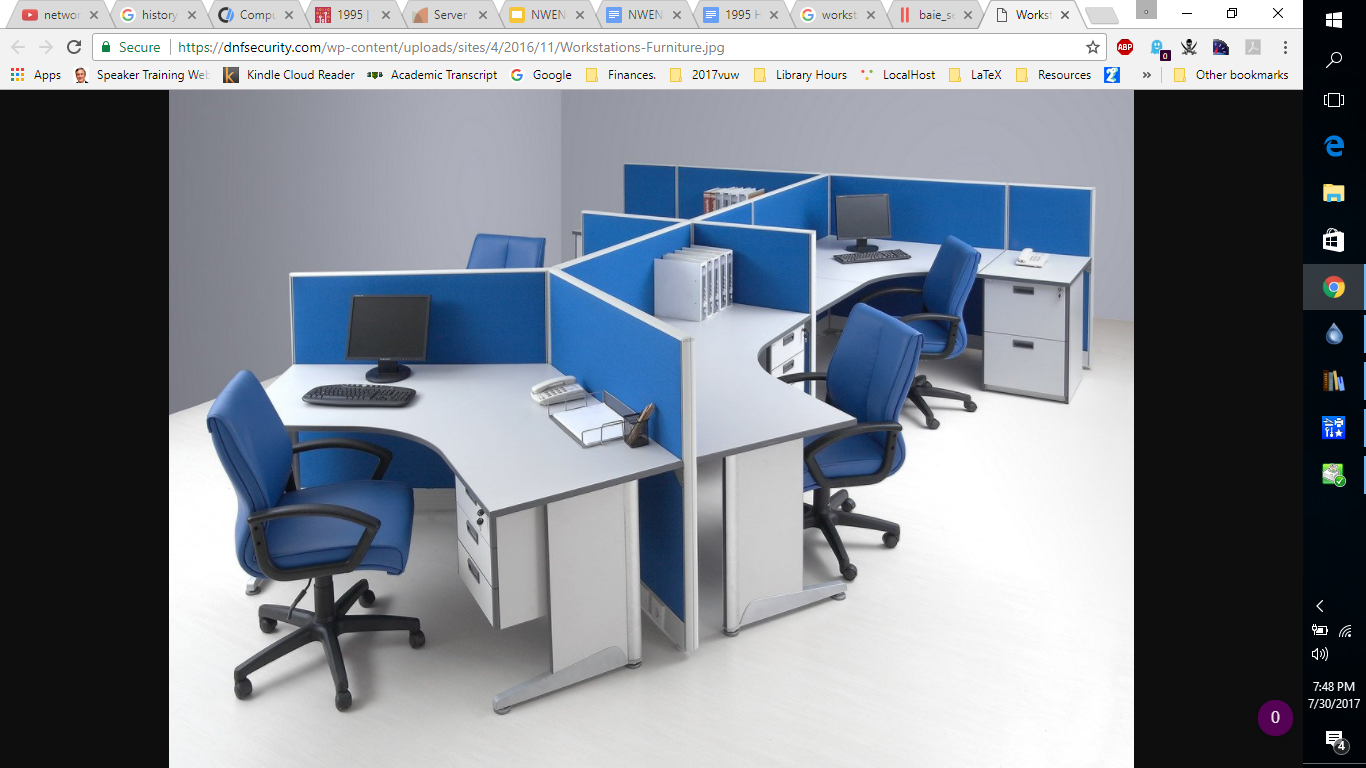 networ
history
Compu
1995 |
Server
NWEN
NWEN
1995 H
workst
baie_se
Workst
Secure
https://dnfsecurity.com/wp-content/uploads/sites/4/2016/11/Workstations-Furniture.jpg
ABP
0
Apps
Speaker Training Web
Kindle Cloud Reader
Academic Transcript
Google
Finances.
2017vuw
Library Hours
LocalHost
LaTeX
Resources
»
Other bookmarks
0
7:48 PM
7/30/2017
4